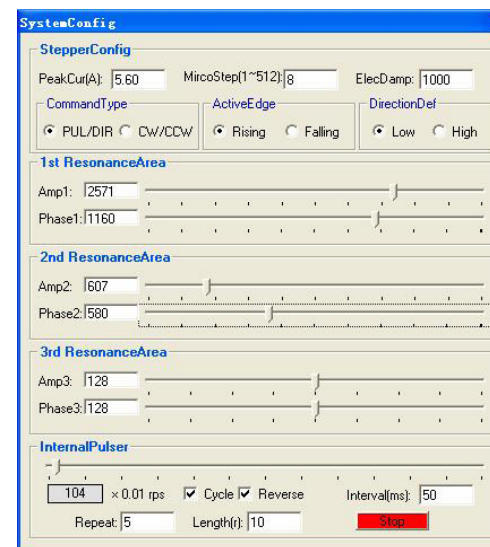 SystemConfig
StepperConfig
PeakCur(A): 5.60 MircoStep(1~512): 8 ElecDamp: 1000
CommandType ActiveEdge DirectionDef
PUL/DIR CW/CCW Rising Falling Low High
1st ResonanceArea
Amp1: 2571
Phase1: 1160
2nd ResonanceArea
Amp2: 607
Phase2: 580
3rd ResonanceArea
Amp3: 128
Phase3: 128
InternalPulser
104 × 0.01 rps Cycle Reverse Interval(ms): 50
Repeat: 5 Length(r): 10 Stop